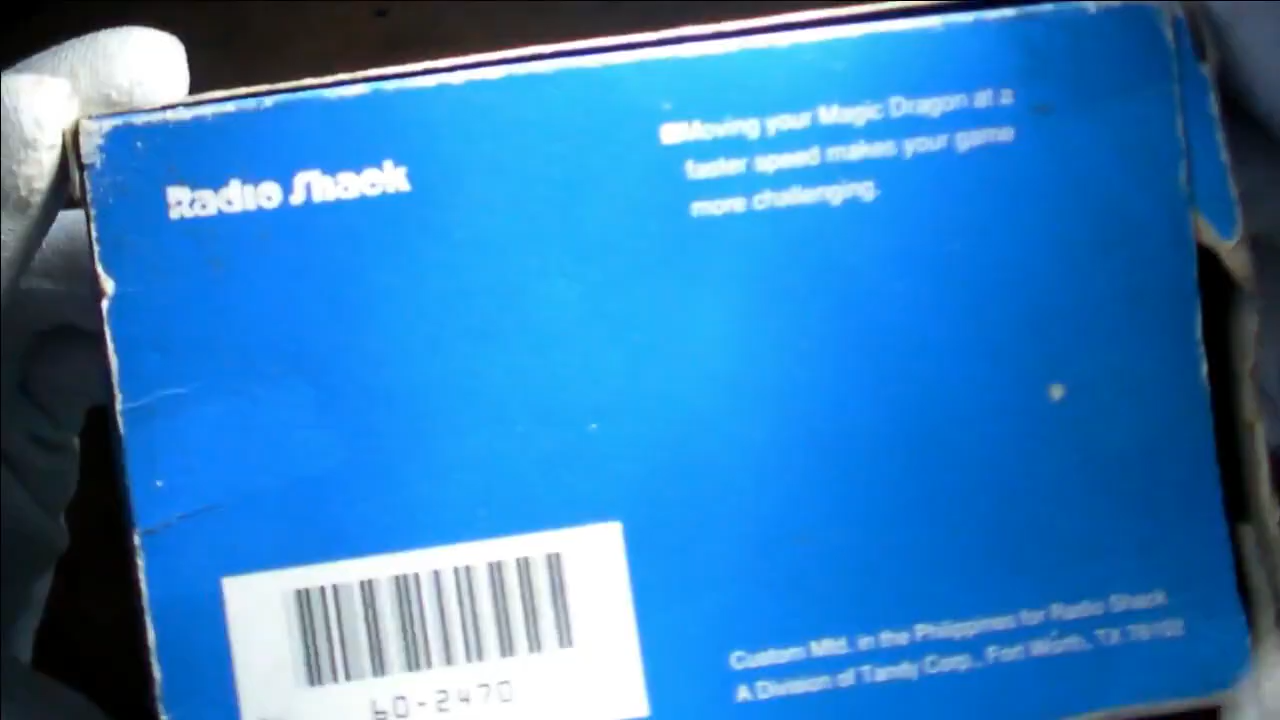 Radio Shack
Moving your Magic Dragon at a
faster speed makes your game
more challenging.
60-2470
Custom Mfd. in the Philippines for Radio Shack
A Division of Tandy Corp., Fort Worth, TX 76102